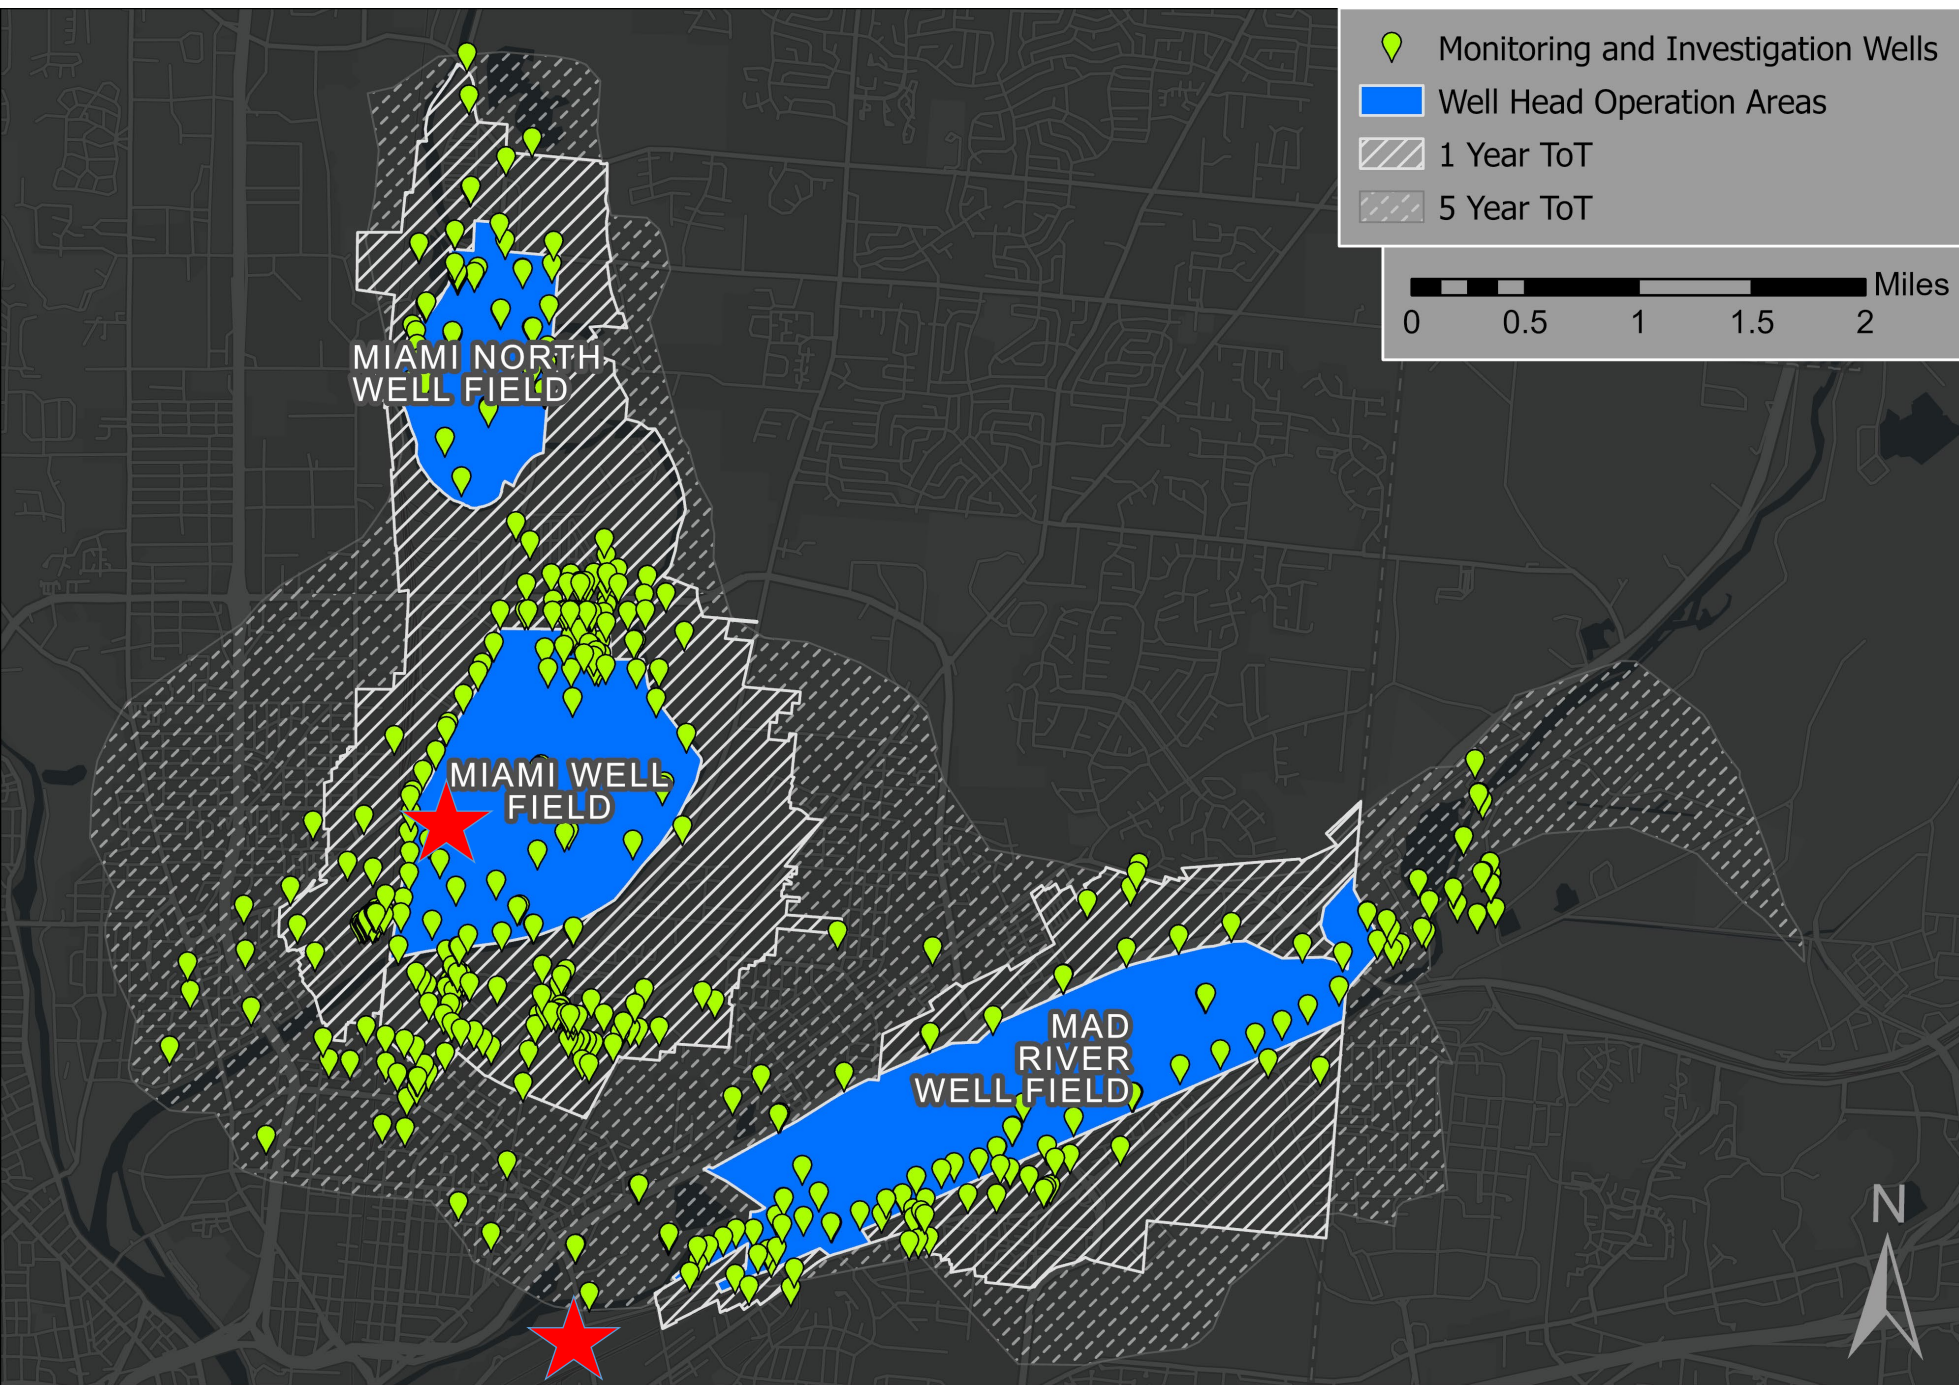 Monitoring and Investigation Wells
Well Head Operation Areas
1 Year ToT
5 Year ToT
Miles
0 0.5 1 1.5 2
MIAMI NORTH
WELL FIELD
MIAMI WELL
FIELD
MAD
RIVER
WELL FIELD
N